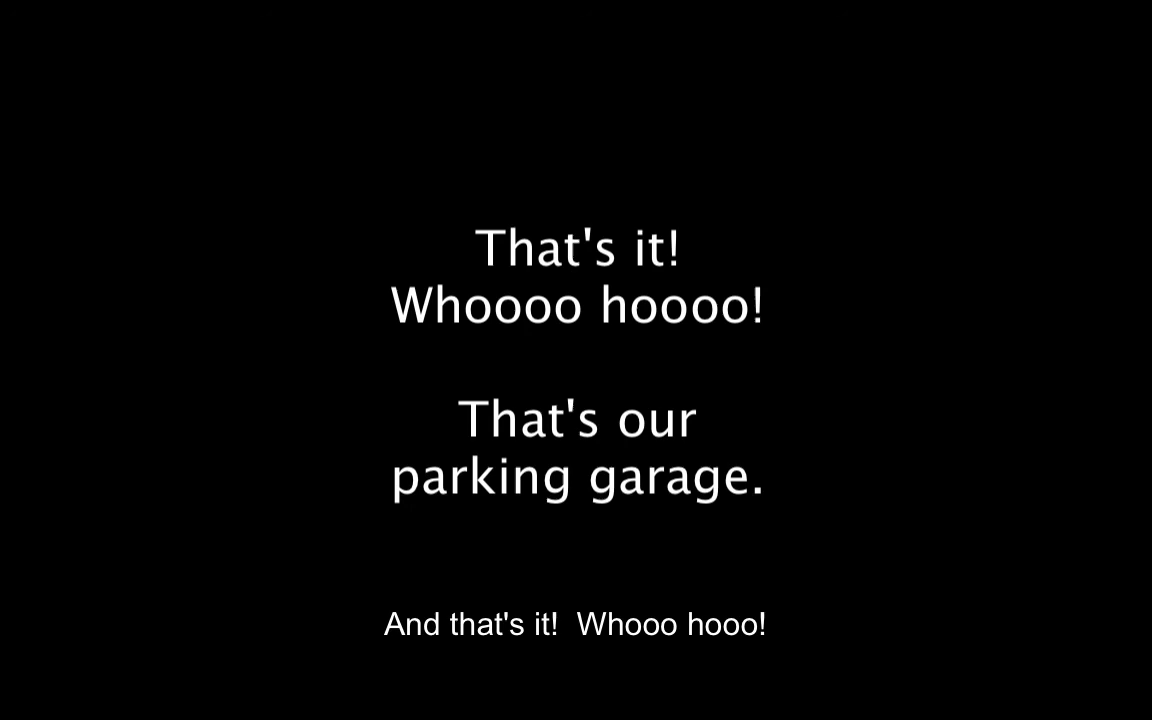 That's it!
Whoooo hoooo!
That's our
parking garage.
And that's it!  Whooo hooo!